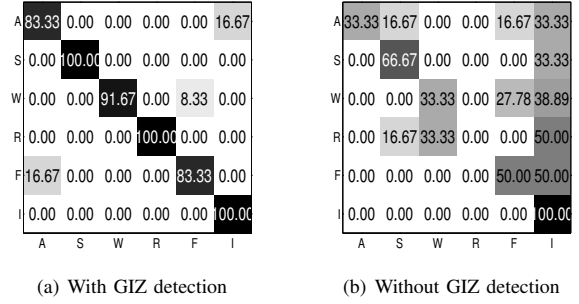 A 83.33 0.00 0.00 0.00 0.00 16.67
S 0.00 100.00 0.00 0.00 0.00 0.00
W 0.00 0.00 91.67 0.00 8.33 0.00
R 0.00 0.00 0.00 100.00 0.00 0.00
F 16.67 0.00 0.00 0.00 83.33 0.00
I 0.00 0.00 0.00 0.00 0.00 100.00
A S W R F I
(a) With GIZ detection
A 33.33 16.67 0.00 0.00 16.67 33.33
S 0.00 66.67 0.00 0.00 0.00 33.33
W 0.00 0.00 33.33 0.00 27.78 38.89
R 0.00 16.67 33.33 0.00 0.00 50.00
F 0.00 0.00 0.00 0.00 50.00 50.00
I 0.00 0.00 0.00 0.00 0.00 100.00
A S W R F I
(b) Without GIZ detection